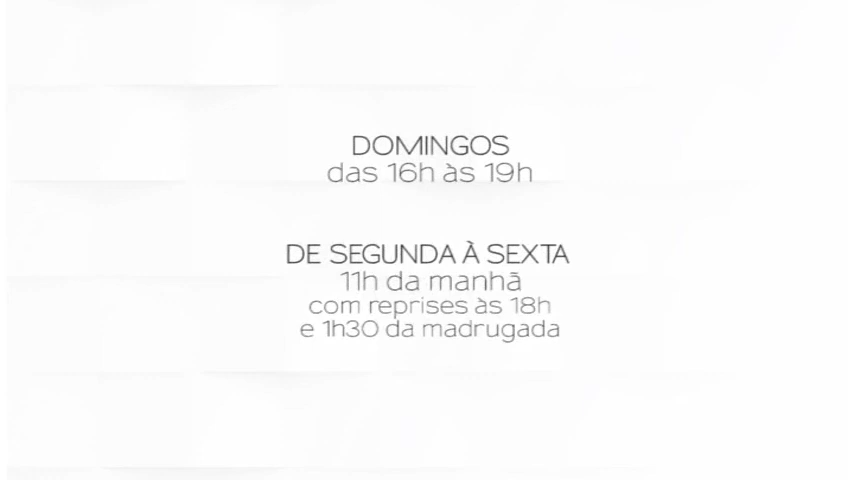 DOMINGOS
das 16h às 19h
DE SEGUNDA À SEXTA
11h da manhã
com reprises às 18h
e 1h30 da madrugada